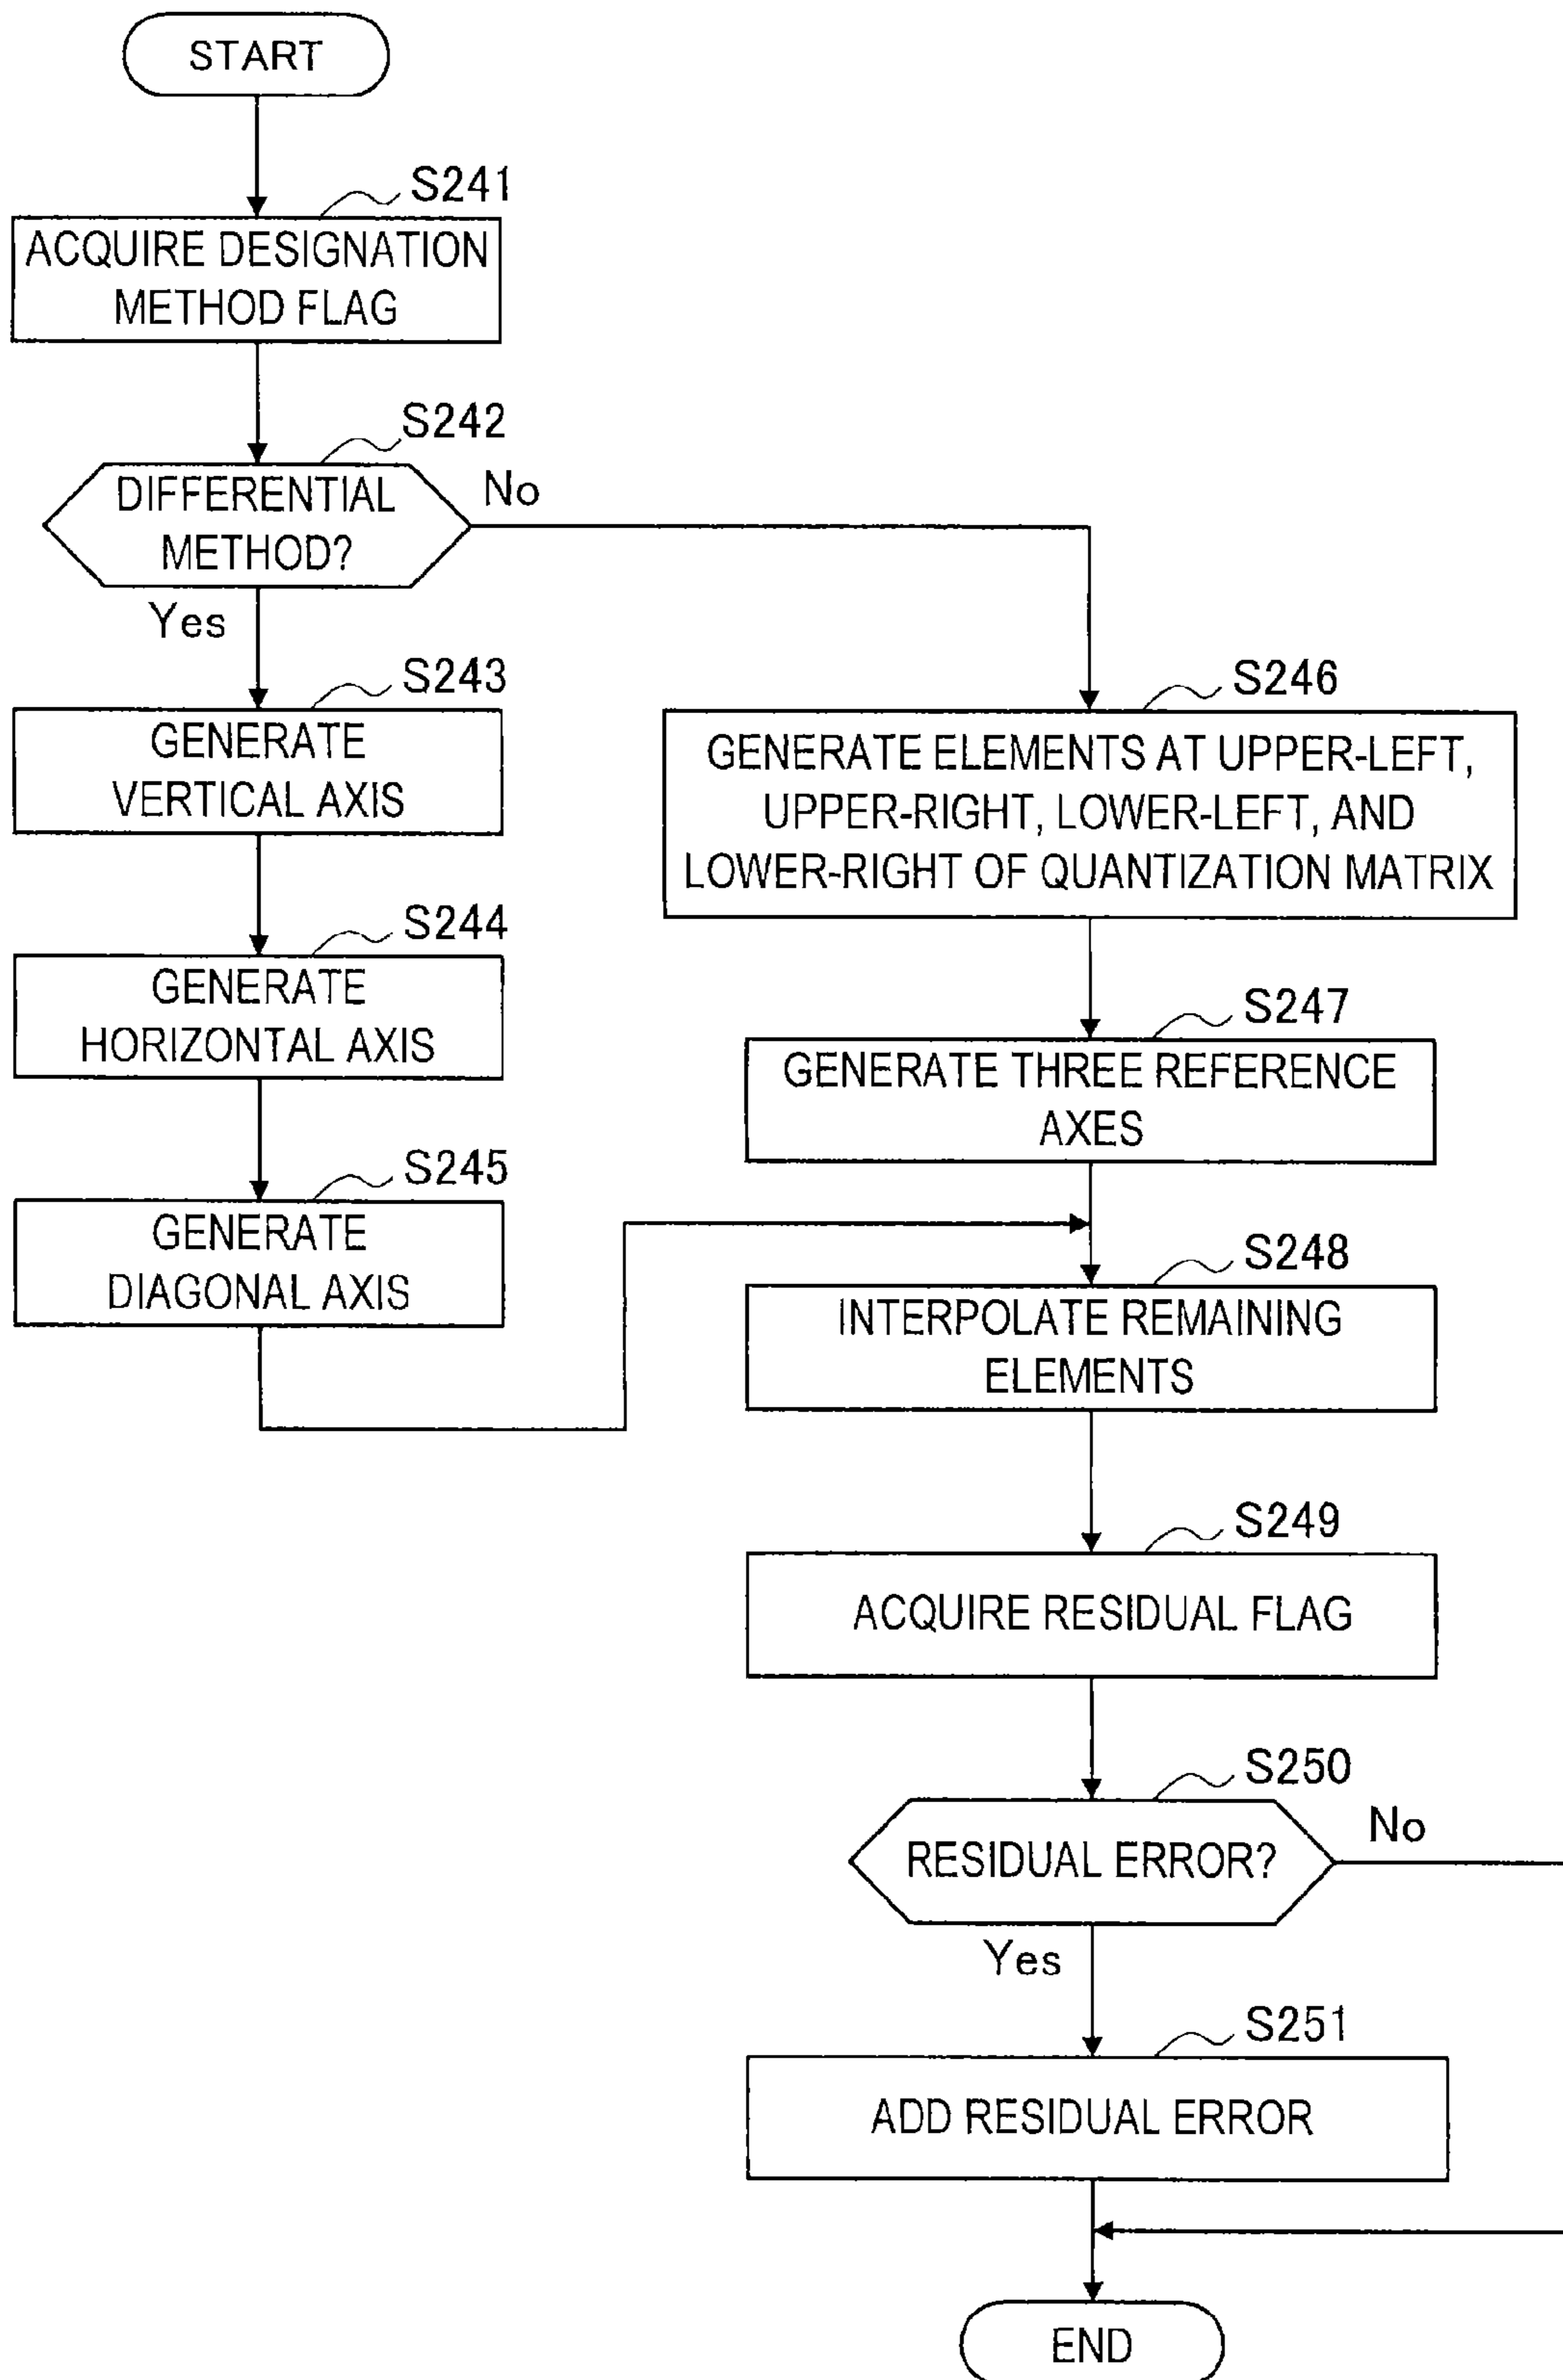 START
S241
ACQUIRE DESIGNATION
METHOD FLAG
S242
DIFFERENTIAL
METHOD?
No
Yes
S243
GENERATE
VERTICAL AXIS
S244
GENERATE
HORIZONTAL AXIS
S245
GENERATE
DIAGONAL AXIS
S246
GENERATE ELEMENTS AT UPPER-LEFT,
UPPER-RIGHT, LOWER-LEFT, AND
LOWER-RIGHT OF QUANTIZATION MATRIX
S247
GENERATE THREE REFERENCE
AXES
S248
INTERPOLATE REMAINING
ELEMENTS
S249
ACQUIRE RESIDUAL FLAG
S250
RESIDUAL ERROR?
No
Yes
S251
ADD RESIDUAL ERROR
END